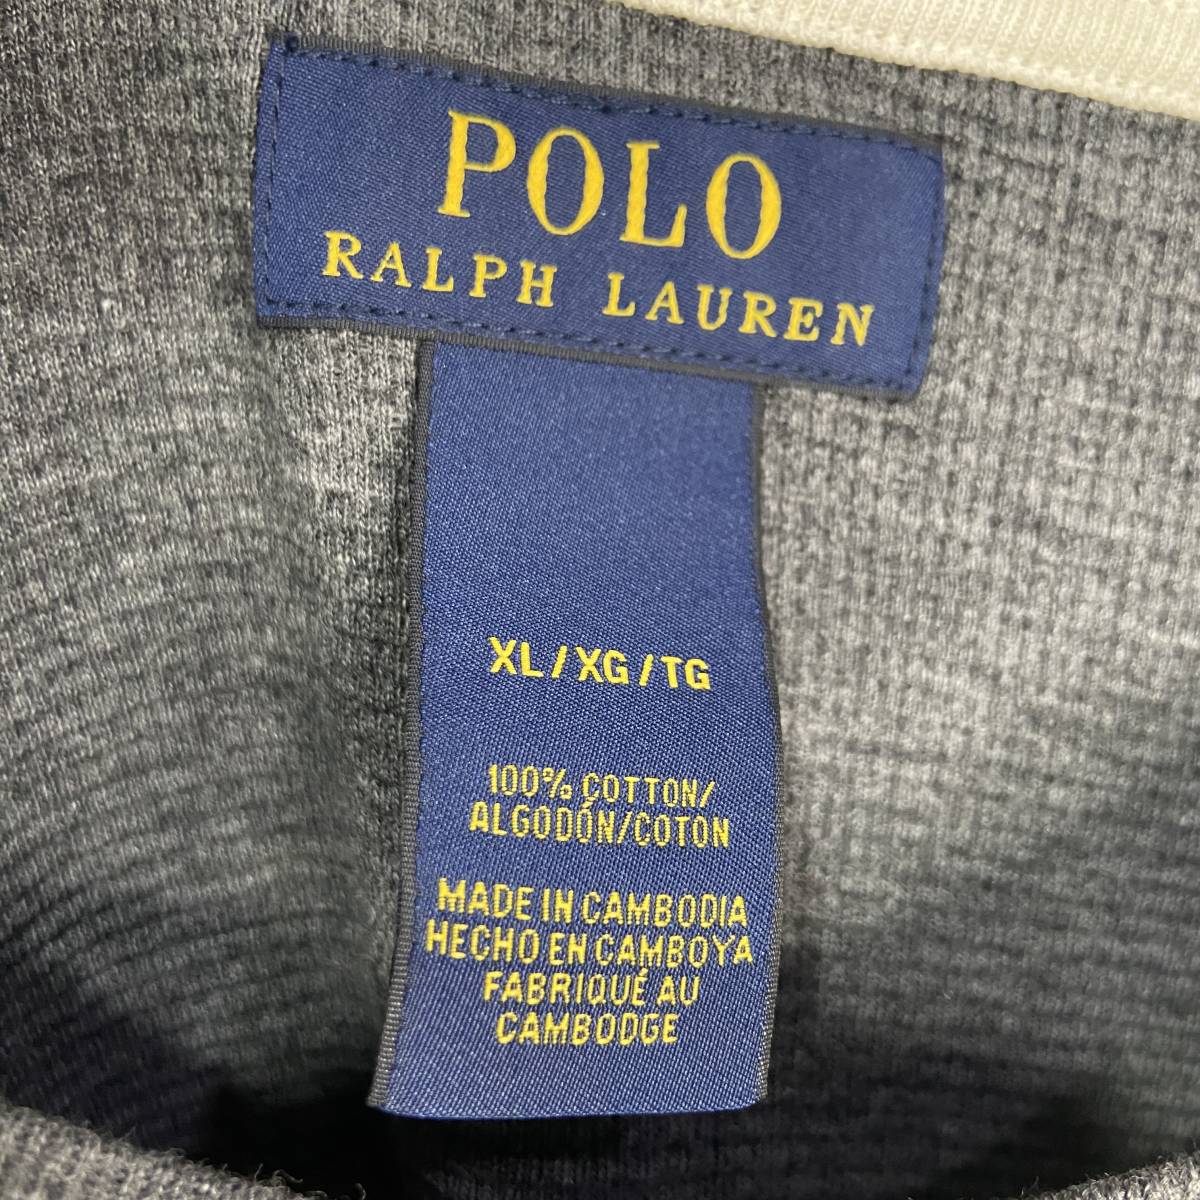 POLO
RALPH LAUREN
XL/XG/TG
100% COTTON/
ALGODÓN/COTON
MADE IN CAMBODIA
HECHO EN CAMBOYA
FABRIQUÉ AU
CAMBODGE